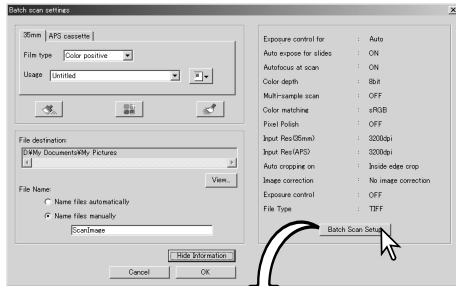 Batch scan settings
35mm
APS cassette
Film type
Color positive
Usage
Untitled
File destination:
D¥My Documents¥My Pictures
View...
File Name:
Name files automatically
Name files manually
ScanImage
Hide Information
Cancel
OK
Exposure control for : Auto
Auto expose for slides : ON
Autofocus at scan : ON
Color depth : 8bit
Multi-sample scan : OFF
Color matching : sRGB
Pixel Polish : OFF
Input Res(35mm) : 3200dpi
Input Res(APS) : 3200dpi
Auto cropping on : Inside edge crop
Image correction : No image correction
Exposure control : OFF
File Type : TIFF
Batch Scan Setup